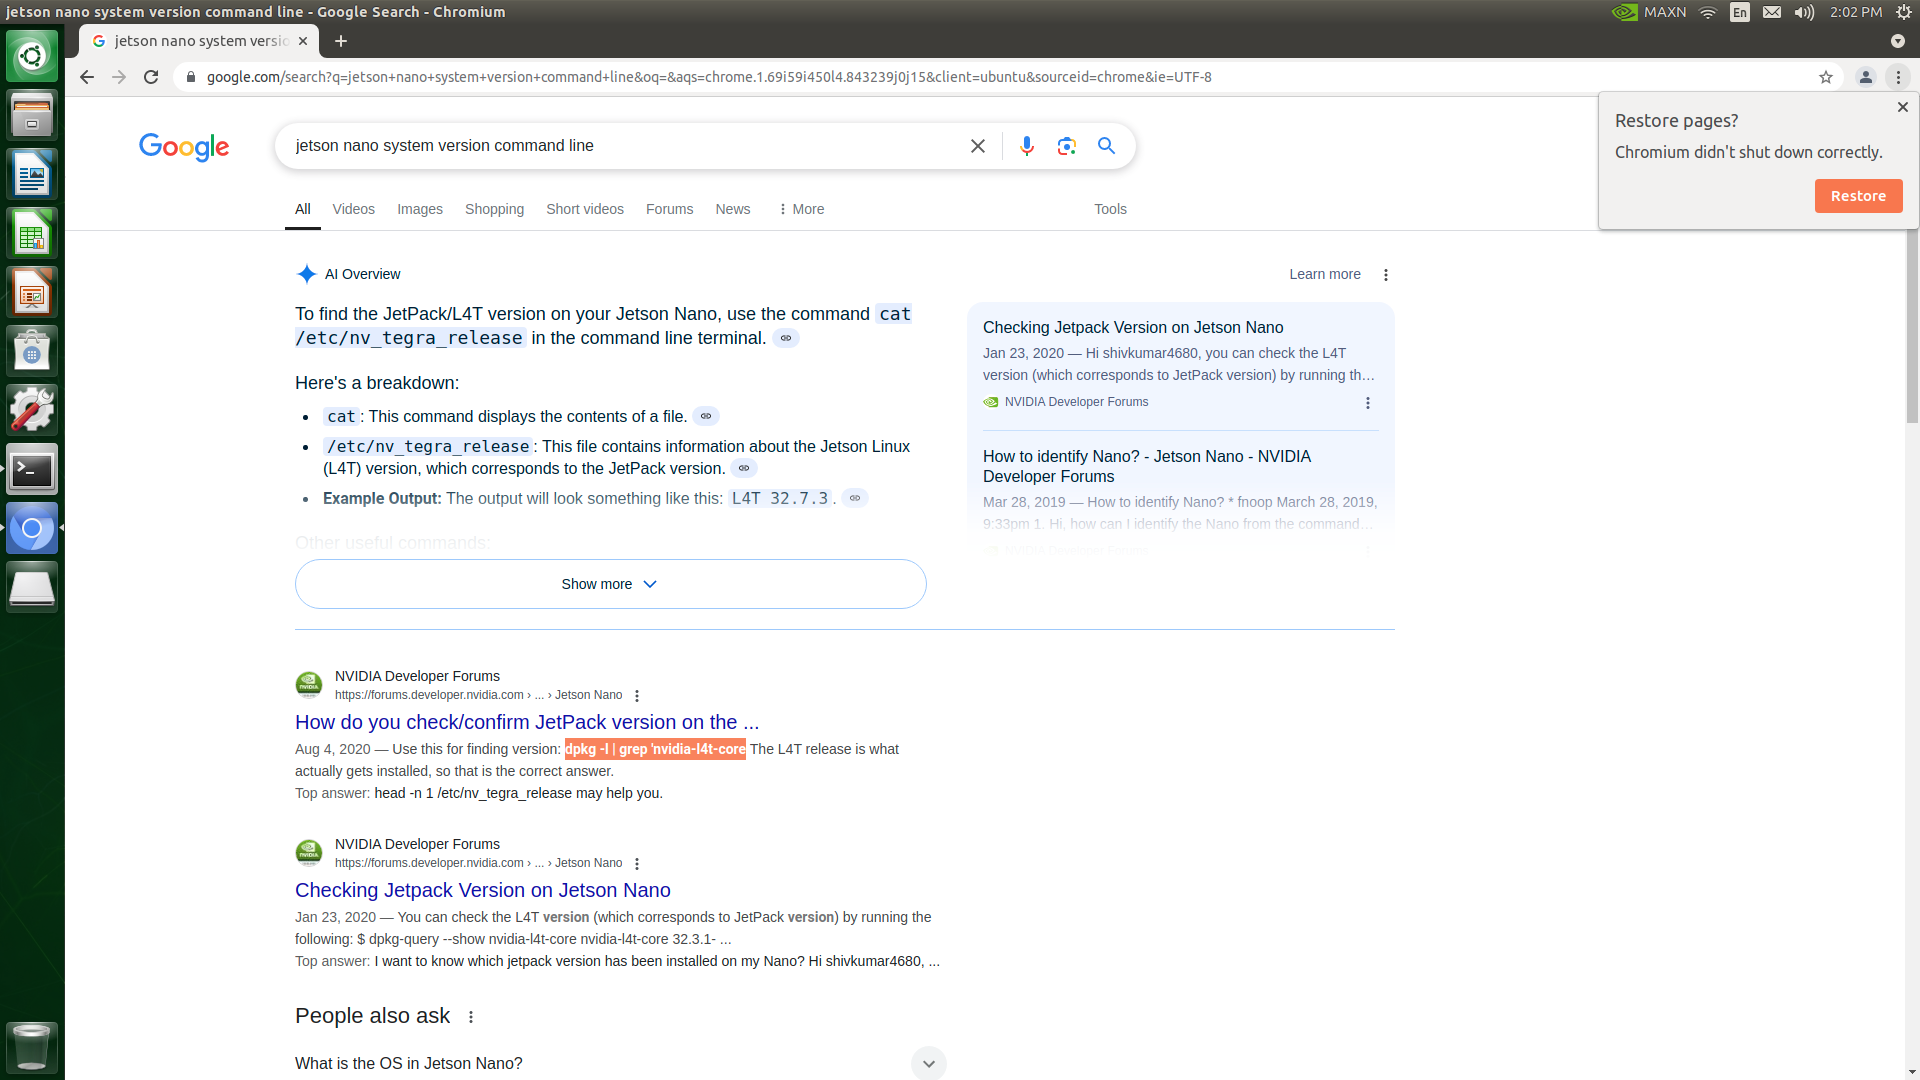 jetson nano system version command line - Google Search - Chromium
MAXN
En
2:02 PM
jetson nano system versio
google.com/search?q=jetson+nano+system+version+command+line&oq=&aqs=chrome.1.69i59i450l4.843239j0j15&client=ubuntu&sourceid=chrome&ie=UTF-8
Restore pages?
Chromium didn't shut down correctly.
Restore
Google
jetson nano system version command line
All
Videos
Images
Shopping
Short videos
Forums
News
More
Tools
AI Overview
Learn more
To find the JetPack/L4T version on your Jetson Nano, use the command cat
/etc/nv_tegra_release in the command line terminal.
Here's a breakdown:
cat: This command displays the contents of a file.
/etc/nv_tegra_release: This file contains information about the Jetson Linux
(L4T) version, which corresponds to the JetPack version.
Example Output: The output will look something like this: L4T 32.7.3.
Other useful commands:
Show more
Checking Jetpack Version on Jetson Nano
Jan 23, 2020 — Hi shivkumar4680, you can check the L4T
version (which corresponds to JetPack version) by running th…
NVIDIA Developer Forums
How to identify Nano? - Jetson Nano - NVIDIA
Developer Forums
Mar 28, 2019 — How to identify Nano? * fnoop March 28, 2019,
9:33pm 1. Hi, how can I identify the Nano from the command…
NVIDIA Developer Forums
NVIDIA Developer Forums
https://forums.developer.nvidia.com › ... › Jetson Nano
How do you check/confirm JetPack version on the ...
Aug 4, 2020 — Use this for finding version: dpkg -l | grep 'nvidia-l4t-core The L4T release is what
actually gets installed, so that is the correct answer.
Top answer: head -n 1 /etc/nv_tegra_release may help you.
NVIDIA Developer Forums
https://forums.developer.nvidia.com › ... › Jetson Nano
Checking Jetpack Version on Jetson Nano
Jan 23, 2020 — You can check the L4T version (which corresponds to JetPack version) by running the
following: $ dpkg-query --show nvidia-l4t-core nvidia-l4t-core 32.3.1- ...
Top answer: I want to know which jetpack version has been installed on my Nano? Hi shivkumar4680, ...
People also ask
What is the OS in Jetson Nano?